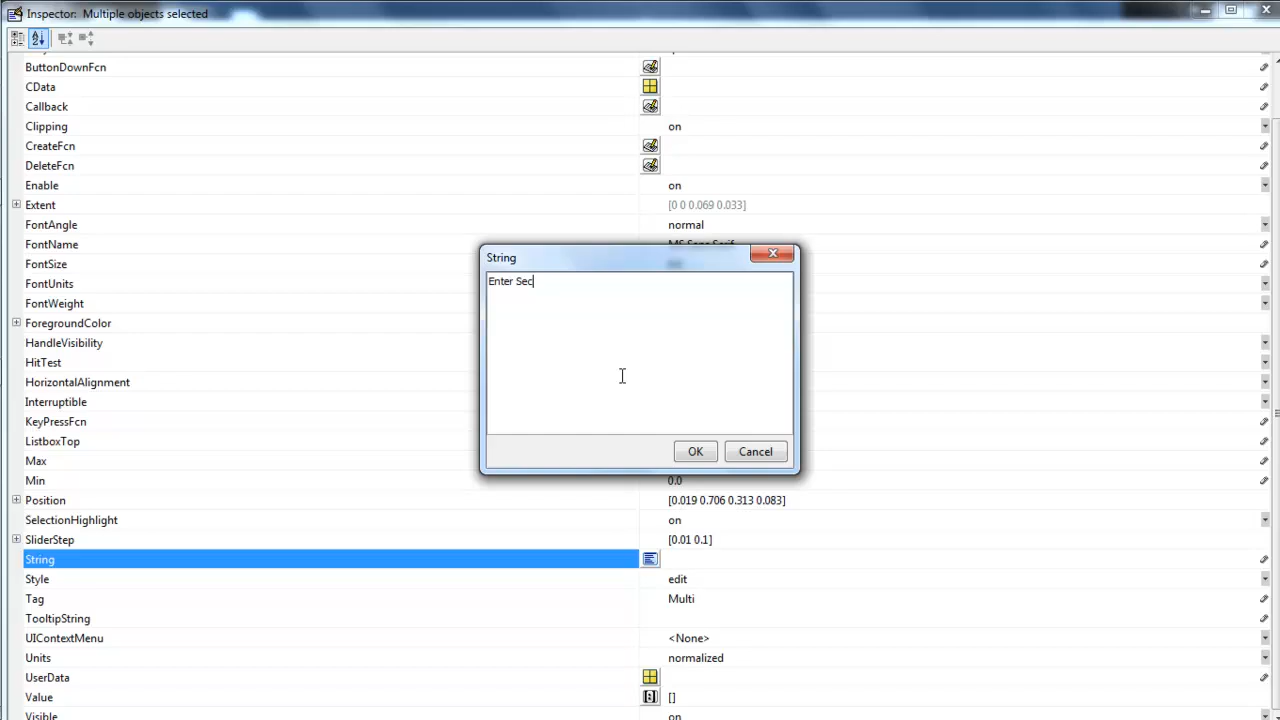 Inspector: Multiple objects selected
ButtonDownFcn
CData
Callback
Clipping on
CreateFcn
DeleteFcn
Enable on
Extent [0 0 0.069 0.033]
FontAngle normal
FontName MS Sans Serif
FontSize
FontUnits
FontWeight
ForegroundColor
HandleVisibility
HitTest
HorizontalAlignment
Interruptible
KeyPressFcn
ListboxTop
Max
Min 0.0
Position [0.019 0.706 0.313 0.083]
SelectionHighlight on
SliderStep [0.01 0.1]
String
Style edit
Tag Multi
TooltipString
UIContextMenu <None>
Units normalized
UserData
Value []
Visible on
String
Enter Sec
OK Cancel